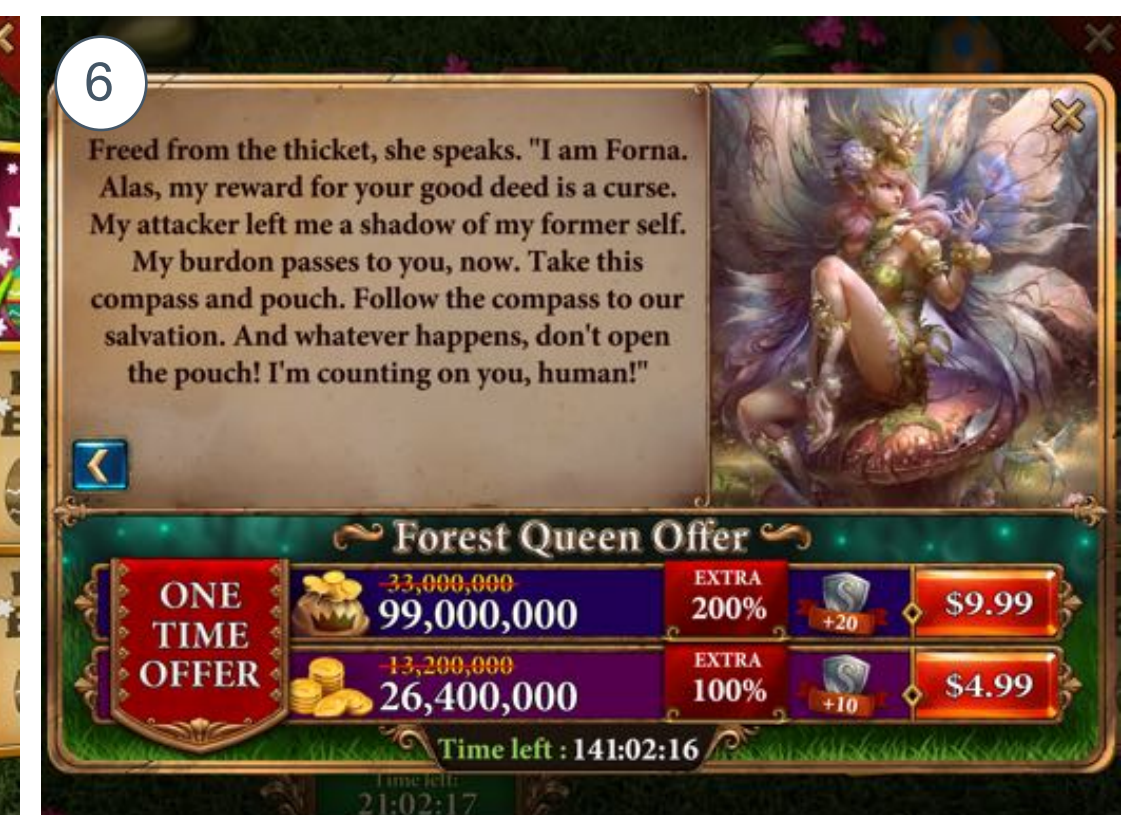 6
Freed from the thicket, she speaks. "I am Forna.
Alas, my reward for your good deed is a curse.
My attacker left me a shadow of my former self.
My burdon passes to you, now. Take this
compass and pouch. Follow the compass to our
salvation. And whatever happens, don't open
the pouch! I'm counting on you, human!"
Forest Queen Offer
ONE
TIME
OFFER
33,000,000
99,000,000
EXTRA
200%
+20
$9.99
13,200,000
26,400,000
EXTRA
100%
+10
$4.99
Time left : 141:02:16
Time left:
21:02:17